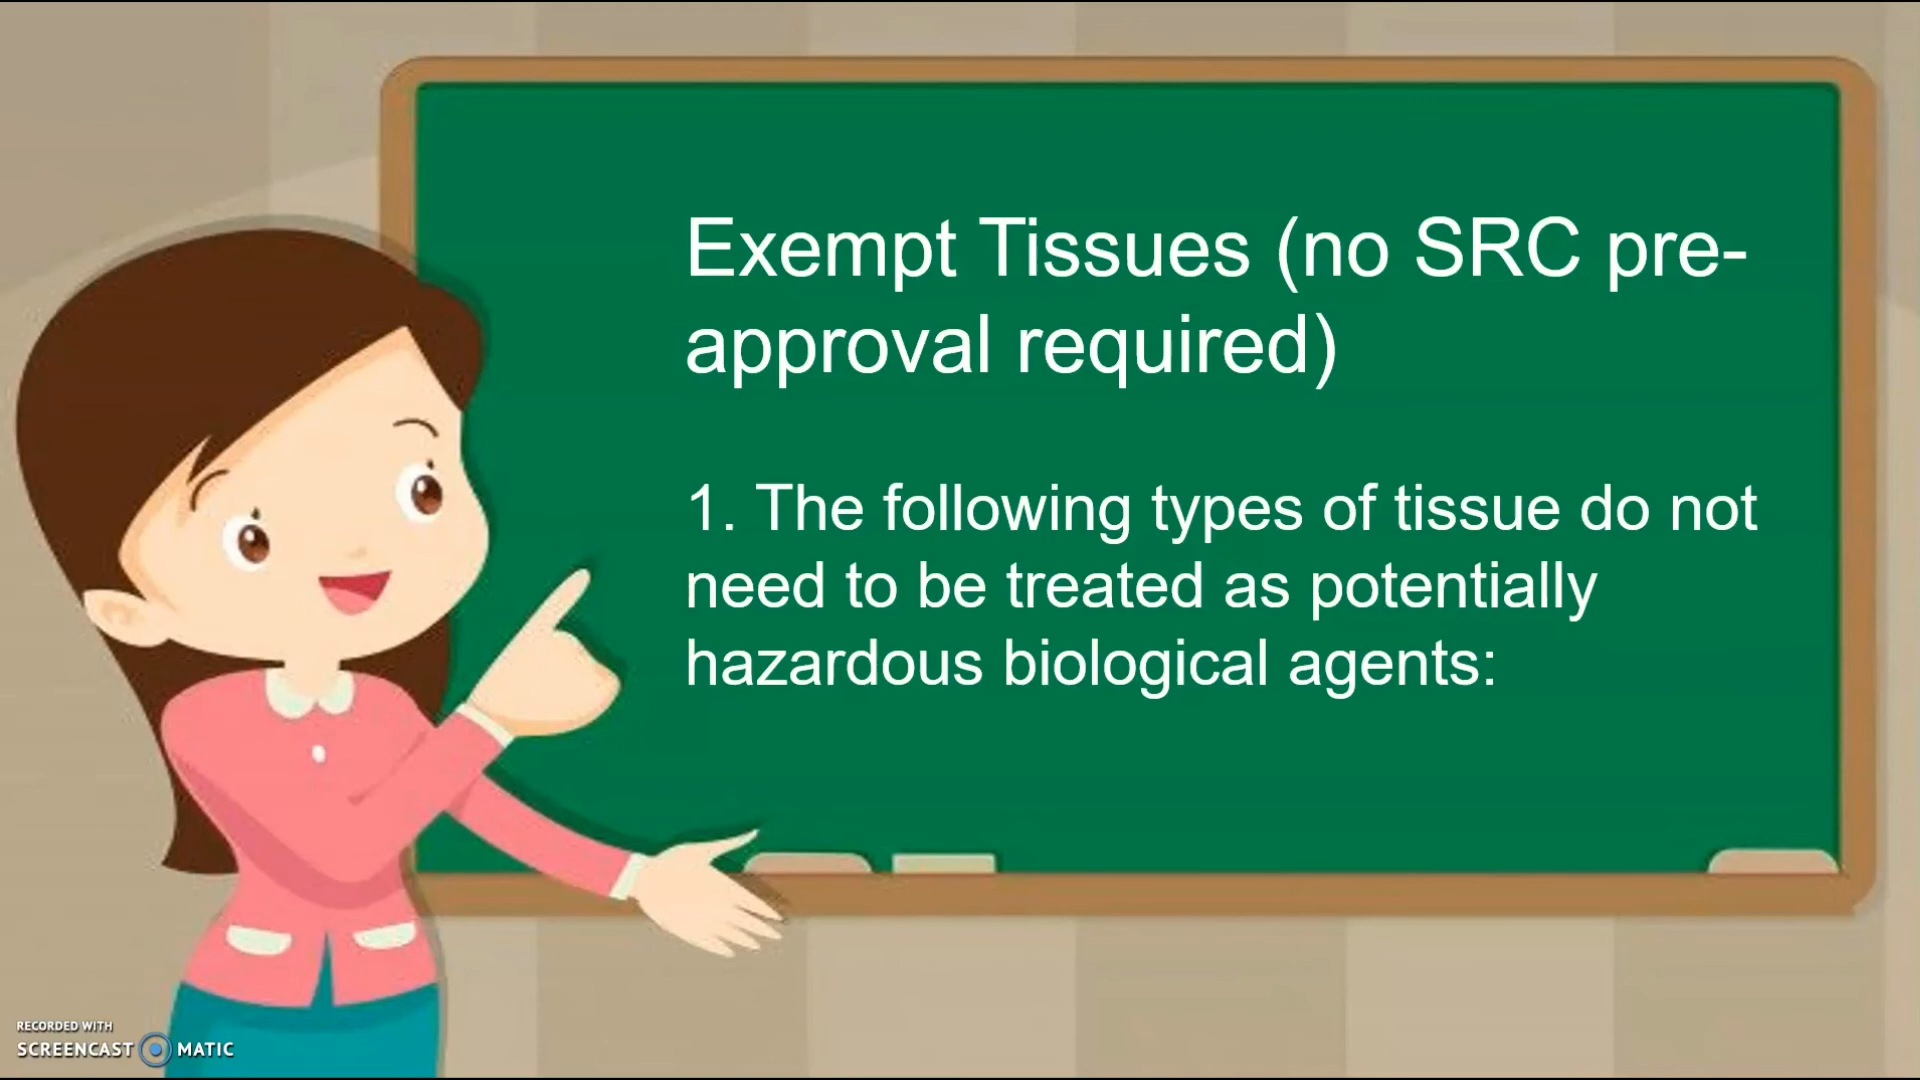 Exempt Tissues (no SRC pre-
approval required)
1. The following types of tissue do not
need to be treated as potentially
hazardous biological agents:
RECORDED WITH
SCREENCAST MATIC